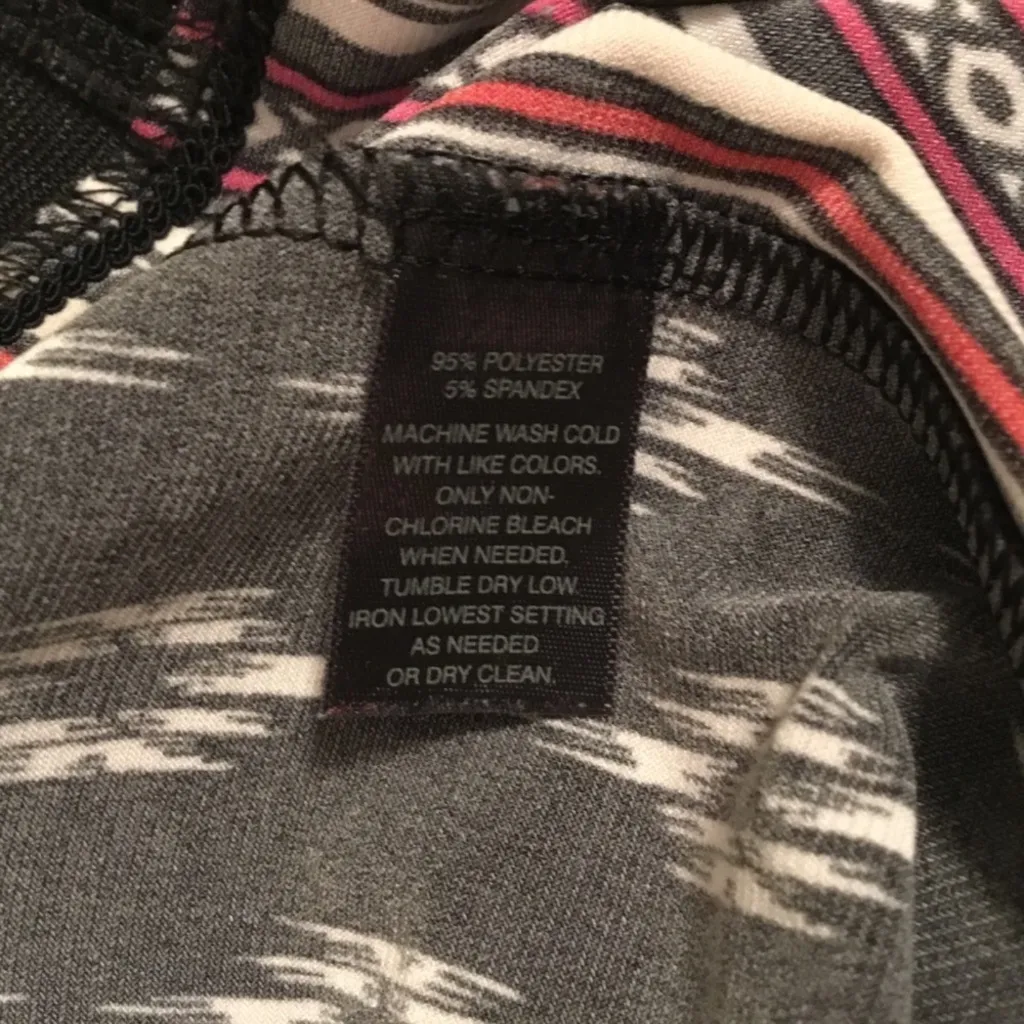 95% POLYESTER
5% SPANDEX
MACHINE WASH COLD
WITH LIKE COLORS.
ONLY NON-
CHLORINE BLEACH
WHEN NEEDED.
TUMBLE DRY LOW.
IRON LOWEST SETTING
AS NEEDED
OR DRY CLEAN.